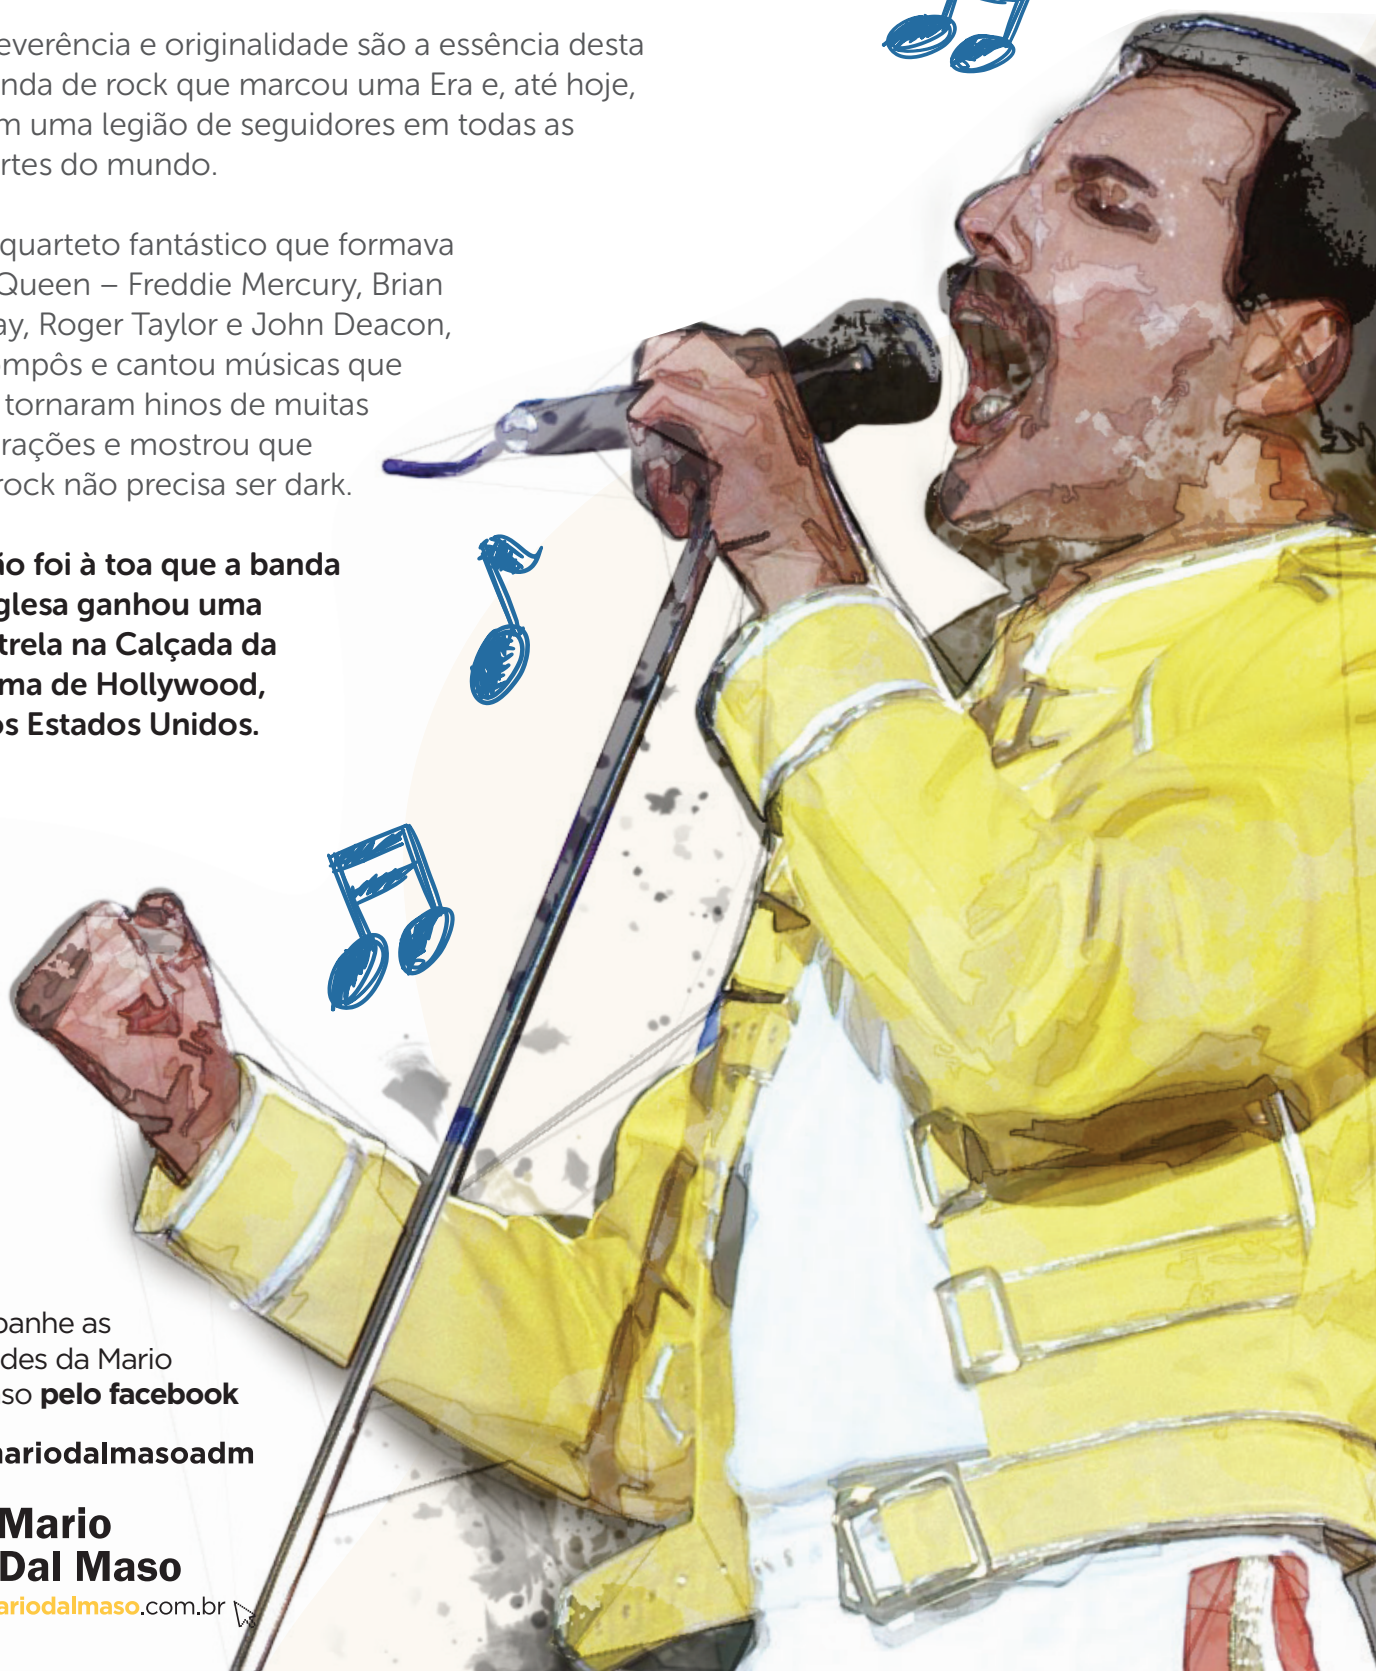 everência e originalidade são a essência desta
nda de rock que marcou uma Era e, até hoje,
m uma legião de seguidores em todas as
rtes do mundo.
quarteto fantástico que formava
Queen – Freddie Mercury, Brian
ay, Roger Taylor e John Deacon,
mpôs e cantou músicas que
tornaram hinos de muitas
rações e mostrou que
rock não precisa ser dark.
ão foi à toa que a banda
glesa ganhou uma
trela na Calçada da
ma de Hollywood,
os Estados Unidos.
panhe as
des da Mario
so pelo facebook
mariodalmasoadm
Mario
Dal Maso
ariodalmaso.com.br